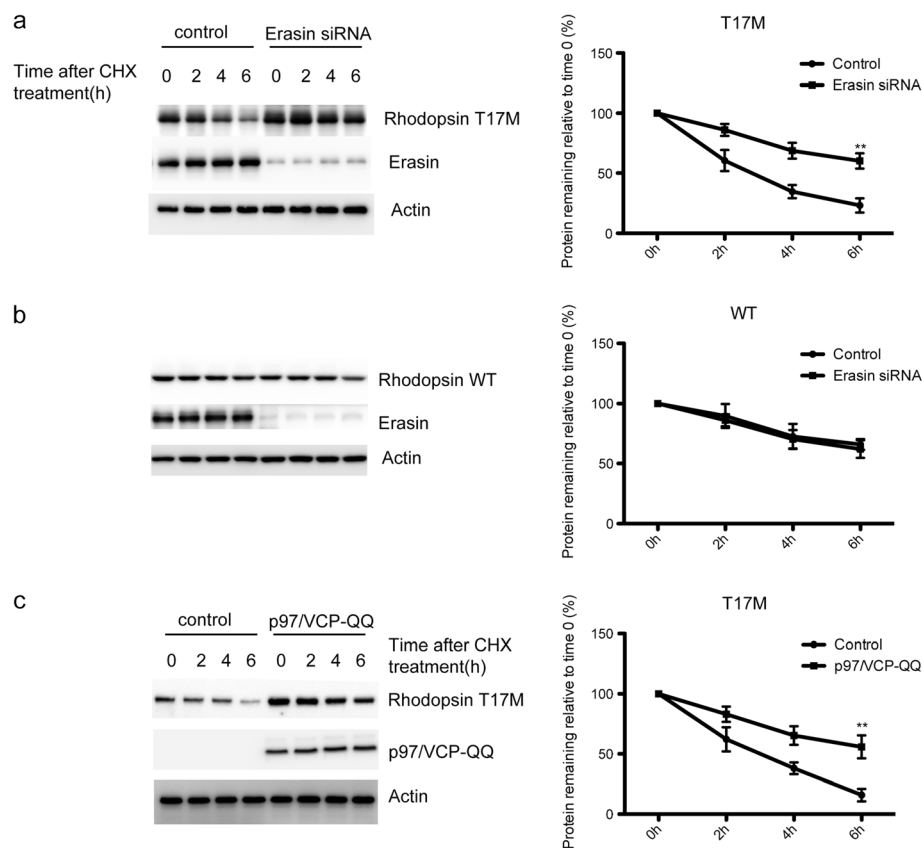 a
control Erasin siRNA
Time after CHX
treatment(h)
0 2 4 6 0 2 4 6
Rhodopsin T17M
Erasin
Actin
T17M
Protein remaining relative to time 0 (%)
150
100
50
0
0h 2h 4h 6h
Control
Erasin siRNA
**
b
Rhodopsin WT
Erasin
Actin
WT
Protein remaining relative to time 0 (%)
150
100
50
0
0h 2h 4h 6h
Control
Erasin siRNA
c
control p97/VCP-QQ
0 2 4 6 0 2 4 6
Time after CHX
treatment(h)
Rhodopsin T17M
p97/VCP-QQ
Actin
T17M
Protein remaining relative to time 0 (%)
150
100
50
0
0h 2h 4h 6h
Control
p97/VCP-QQ
**